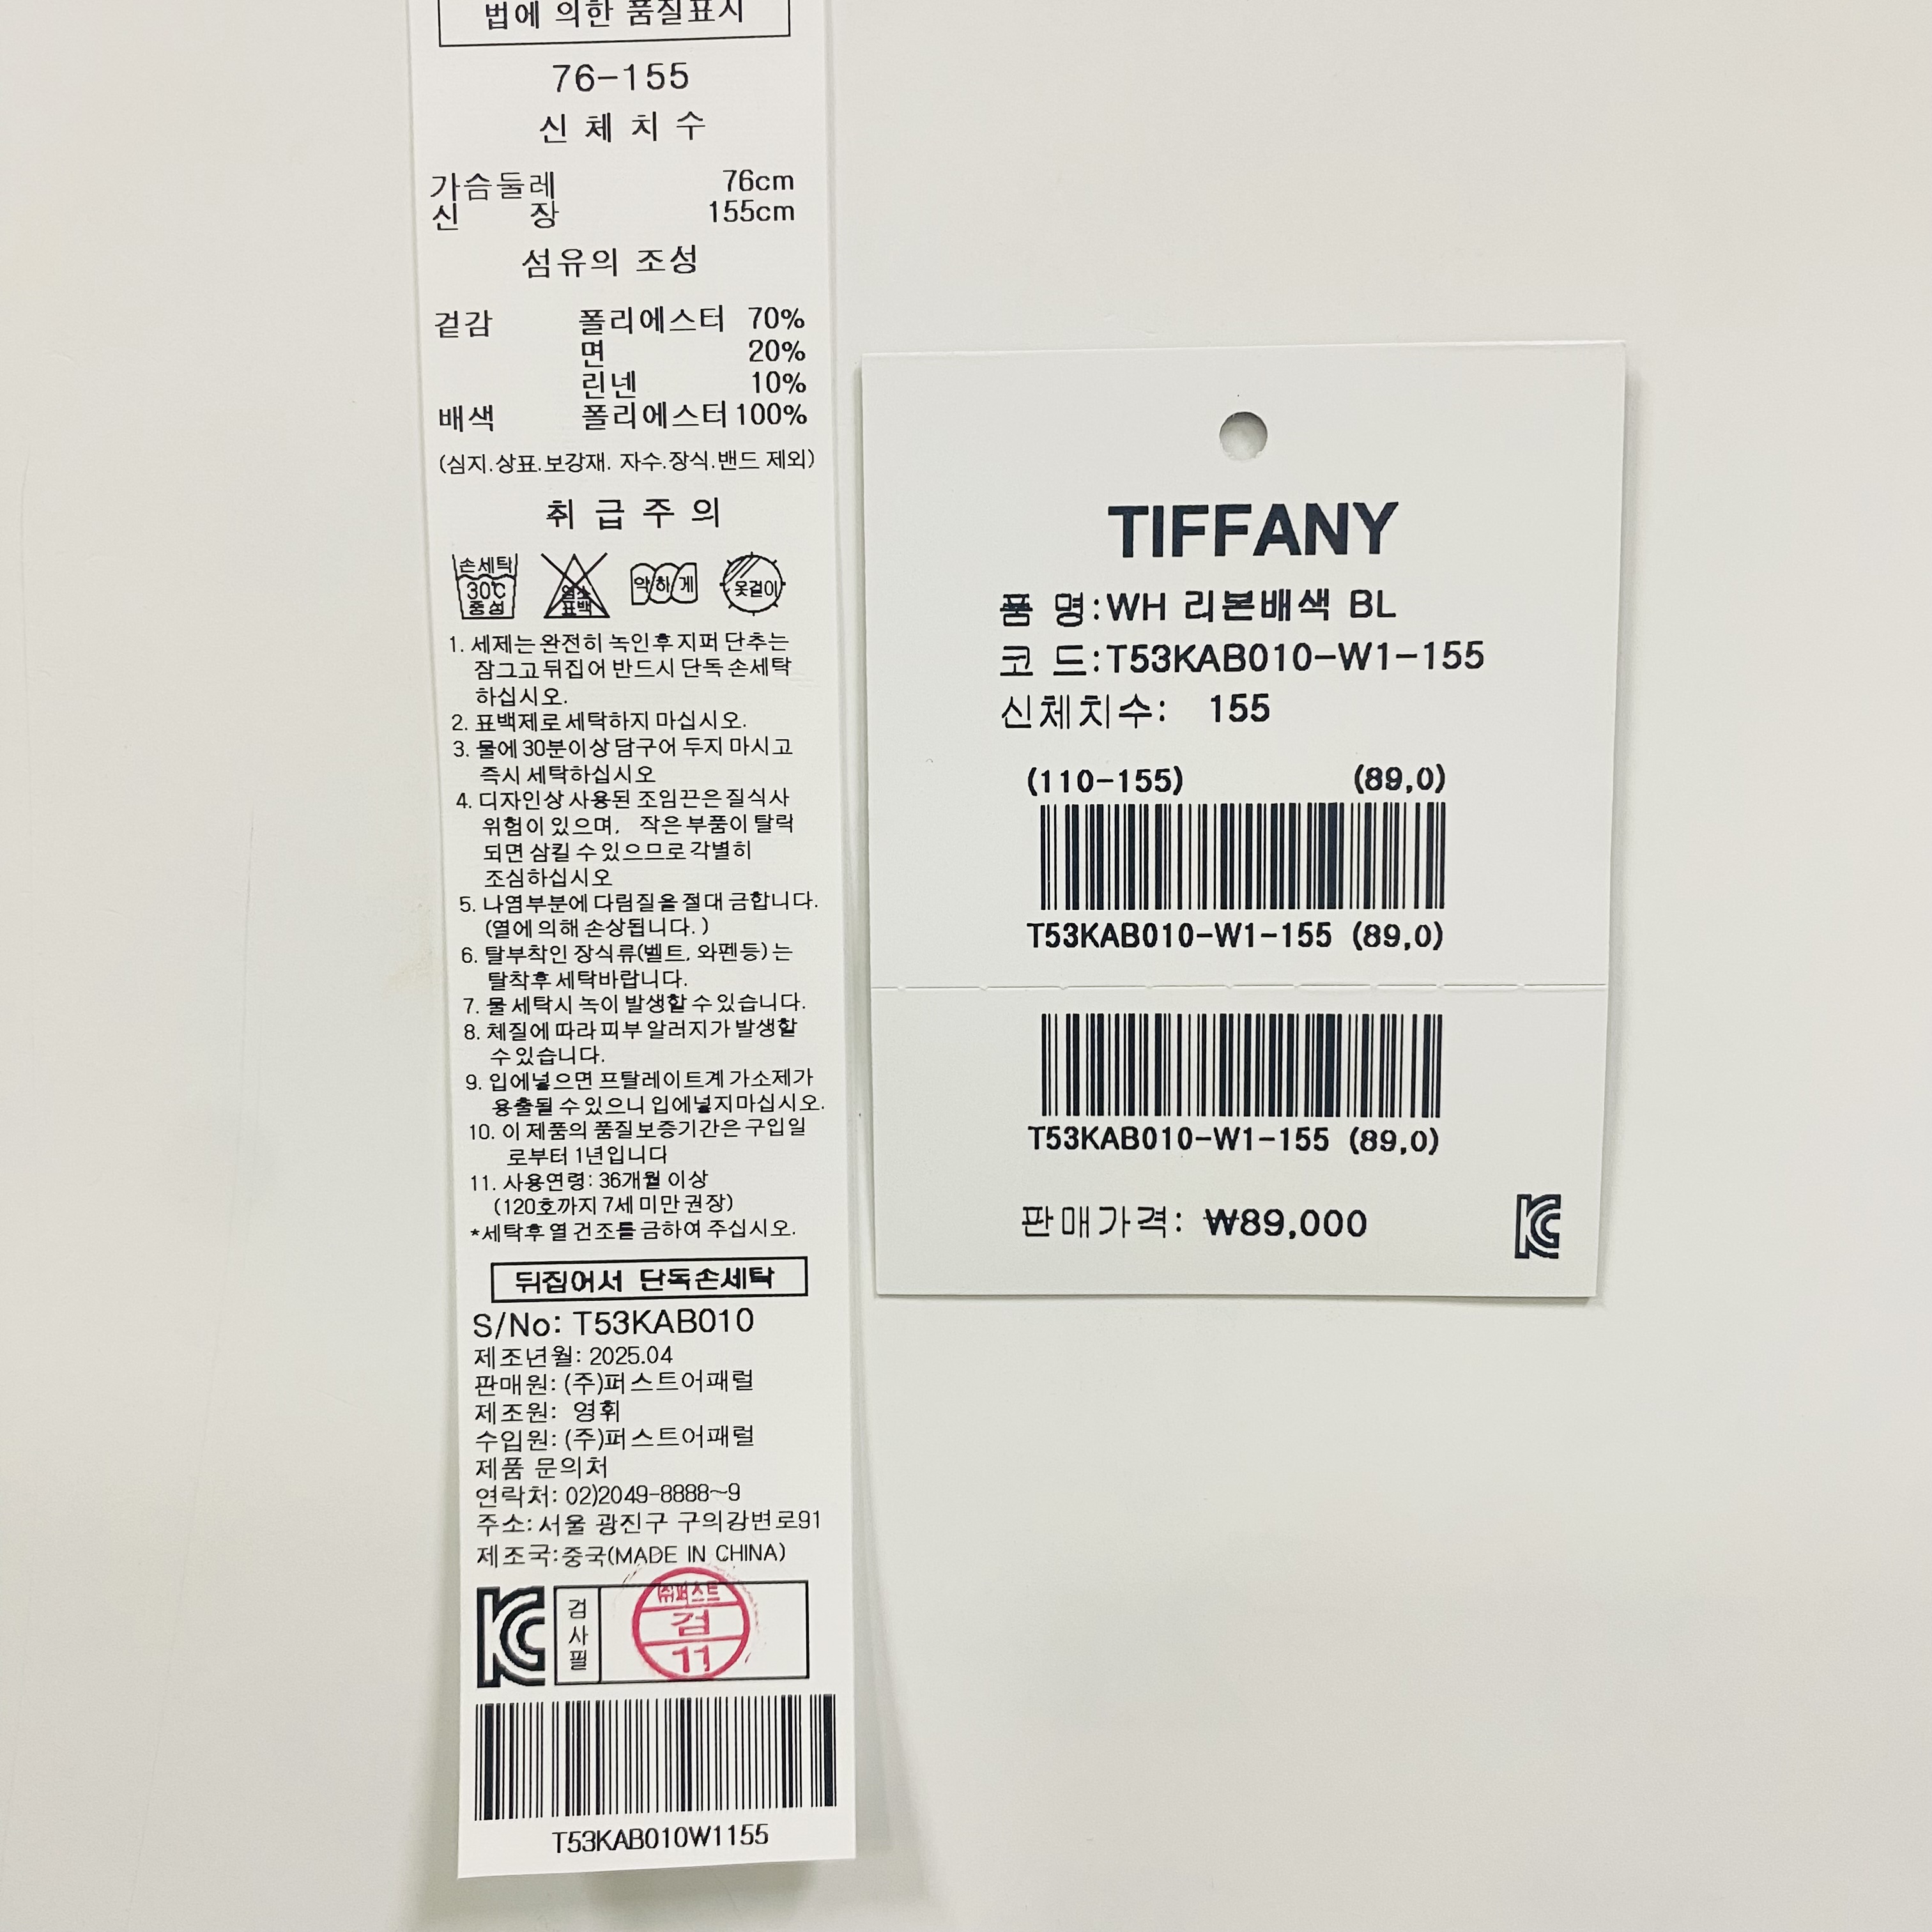 법에 의한 품질표시
76-155
신 체 치 수
가슴둘레 76cm
신 장 155cm
섬유의 조성
겉감 폴리에스터 70%
면 20%
린넨 10%
배색 폴리에스터 100%
(심지.상표.보강재. 자수.장식.밴드 제외)
취 급 주 의
손세탁
30℃
중성
염소
표백
약하게
옷걸이
1. 세제는 완전히 녹인후 지퍼 단추는
잠그고 뒤집어 반드시 단독 손세탁
하십시오.
2. 표백제로 세탁하지 마십시오.
3. 물에 30분이상 담구어 두지 마시고
즉시 세탁하십시오
4. 디자인상 사용된 조임끈은 질식사
위험이 있으며, 작은 부품이 탈락
되면 삼킬 수 있으므로 각별히
조심하십시오
5. 나염부분에 다림질을 절대 금합니다.
(열에 의해 손상됩니다. )
6. 탈부착인 장식류(벨트, 와펜등) 는
탈착후 세탁바랍니다.
7. 물 세탁시 녹이 발생할 수 있습니다.
8. 체질에 따라 피부 알러지가 발생할
수 있습니다.
9. 입에넣으면 프탈레이트계 가소제가
용출될 수 있으니 입에넣지마십시오.
10. 이 제품의 품질보증기간은 구입일
로부터 1년입니다
11. 사용연령: 36개월 이상
(120호까지 7세 미만 권장)
*세탁후 열 건조를 금하여 주십시오.
뒤집어서 단독손세탁
S/No: T53KAB010
제조년월: 2025.04
판매원: (주)퍼스트어패럴
제조원: 영휘
수입원: (주)퍼스트어패럴
제품 문의처
연락처: 02)2049-8888~9
주소: 서울 광진구 구의강변로91
제조국:중국(MADE IN CHINA)
KC
검사필
㈜퍼스트
검
11
T53KAB010W1155
TIFFANY
품 명:WH 리본배색 BL
코 드:T53KAB010-W1-155
신체치수: 155
(110-155) (89,0)
T53KAB010-W1-155 (89,0)
T53KAB010-W1-155 (89,0)
판매가격: ₩89,000
KC